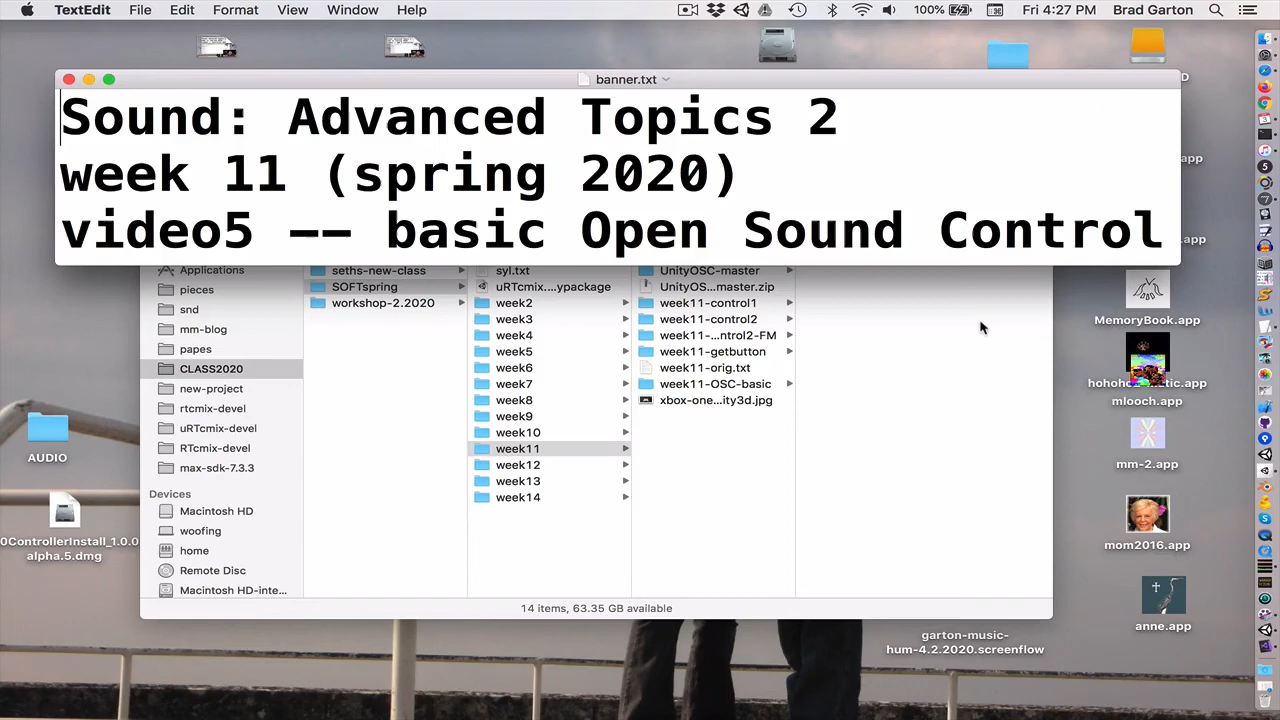 TextEdit File Edit Format View Window Help 100% Fri 4:27 PM Brad Garton
banner.txt
Sound: Advanced Topics 2
week 11 (spring 2020)
video5 -- basic Open Sound Control
Applications
pieces
snd
mm-blog
papes
CLASS2020
new-project
rtcmix-devel
uRTcmix-devel
RTcmix-devel
max-sdk-7.3.3
Devices
Macintosh HD
woofing
home
Remote Disc
Macintosh HD-inte...
seths-new-class
SOFTspring
workshop-2.2020
syl.txt
uRTcmix....ypackage
week2
week3
week4
week5
week6
week7
week8
week9
week10
week11
week12
week13
week14
UnityOSC-master
UnityOS...master.zip
week11-control1
week11-control2
week11-...ntrol2-FM
week11-getbutton
week11-orig.txt
week11-OSC-basic
xbox-one...ity3d.jpg
14 items, 63.35 GB available
AUDIO
0ControllerInstall_1.0.0
alpha.5.dmg
D
.app
.app
MemoryBook.app
mlooch.app
mm-2.app
mom2016.app
anne.app
garton-music-
hum-4.2.2020.screenflow